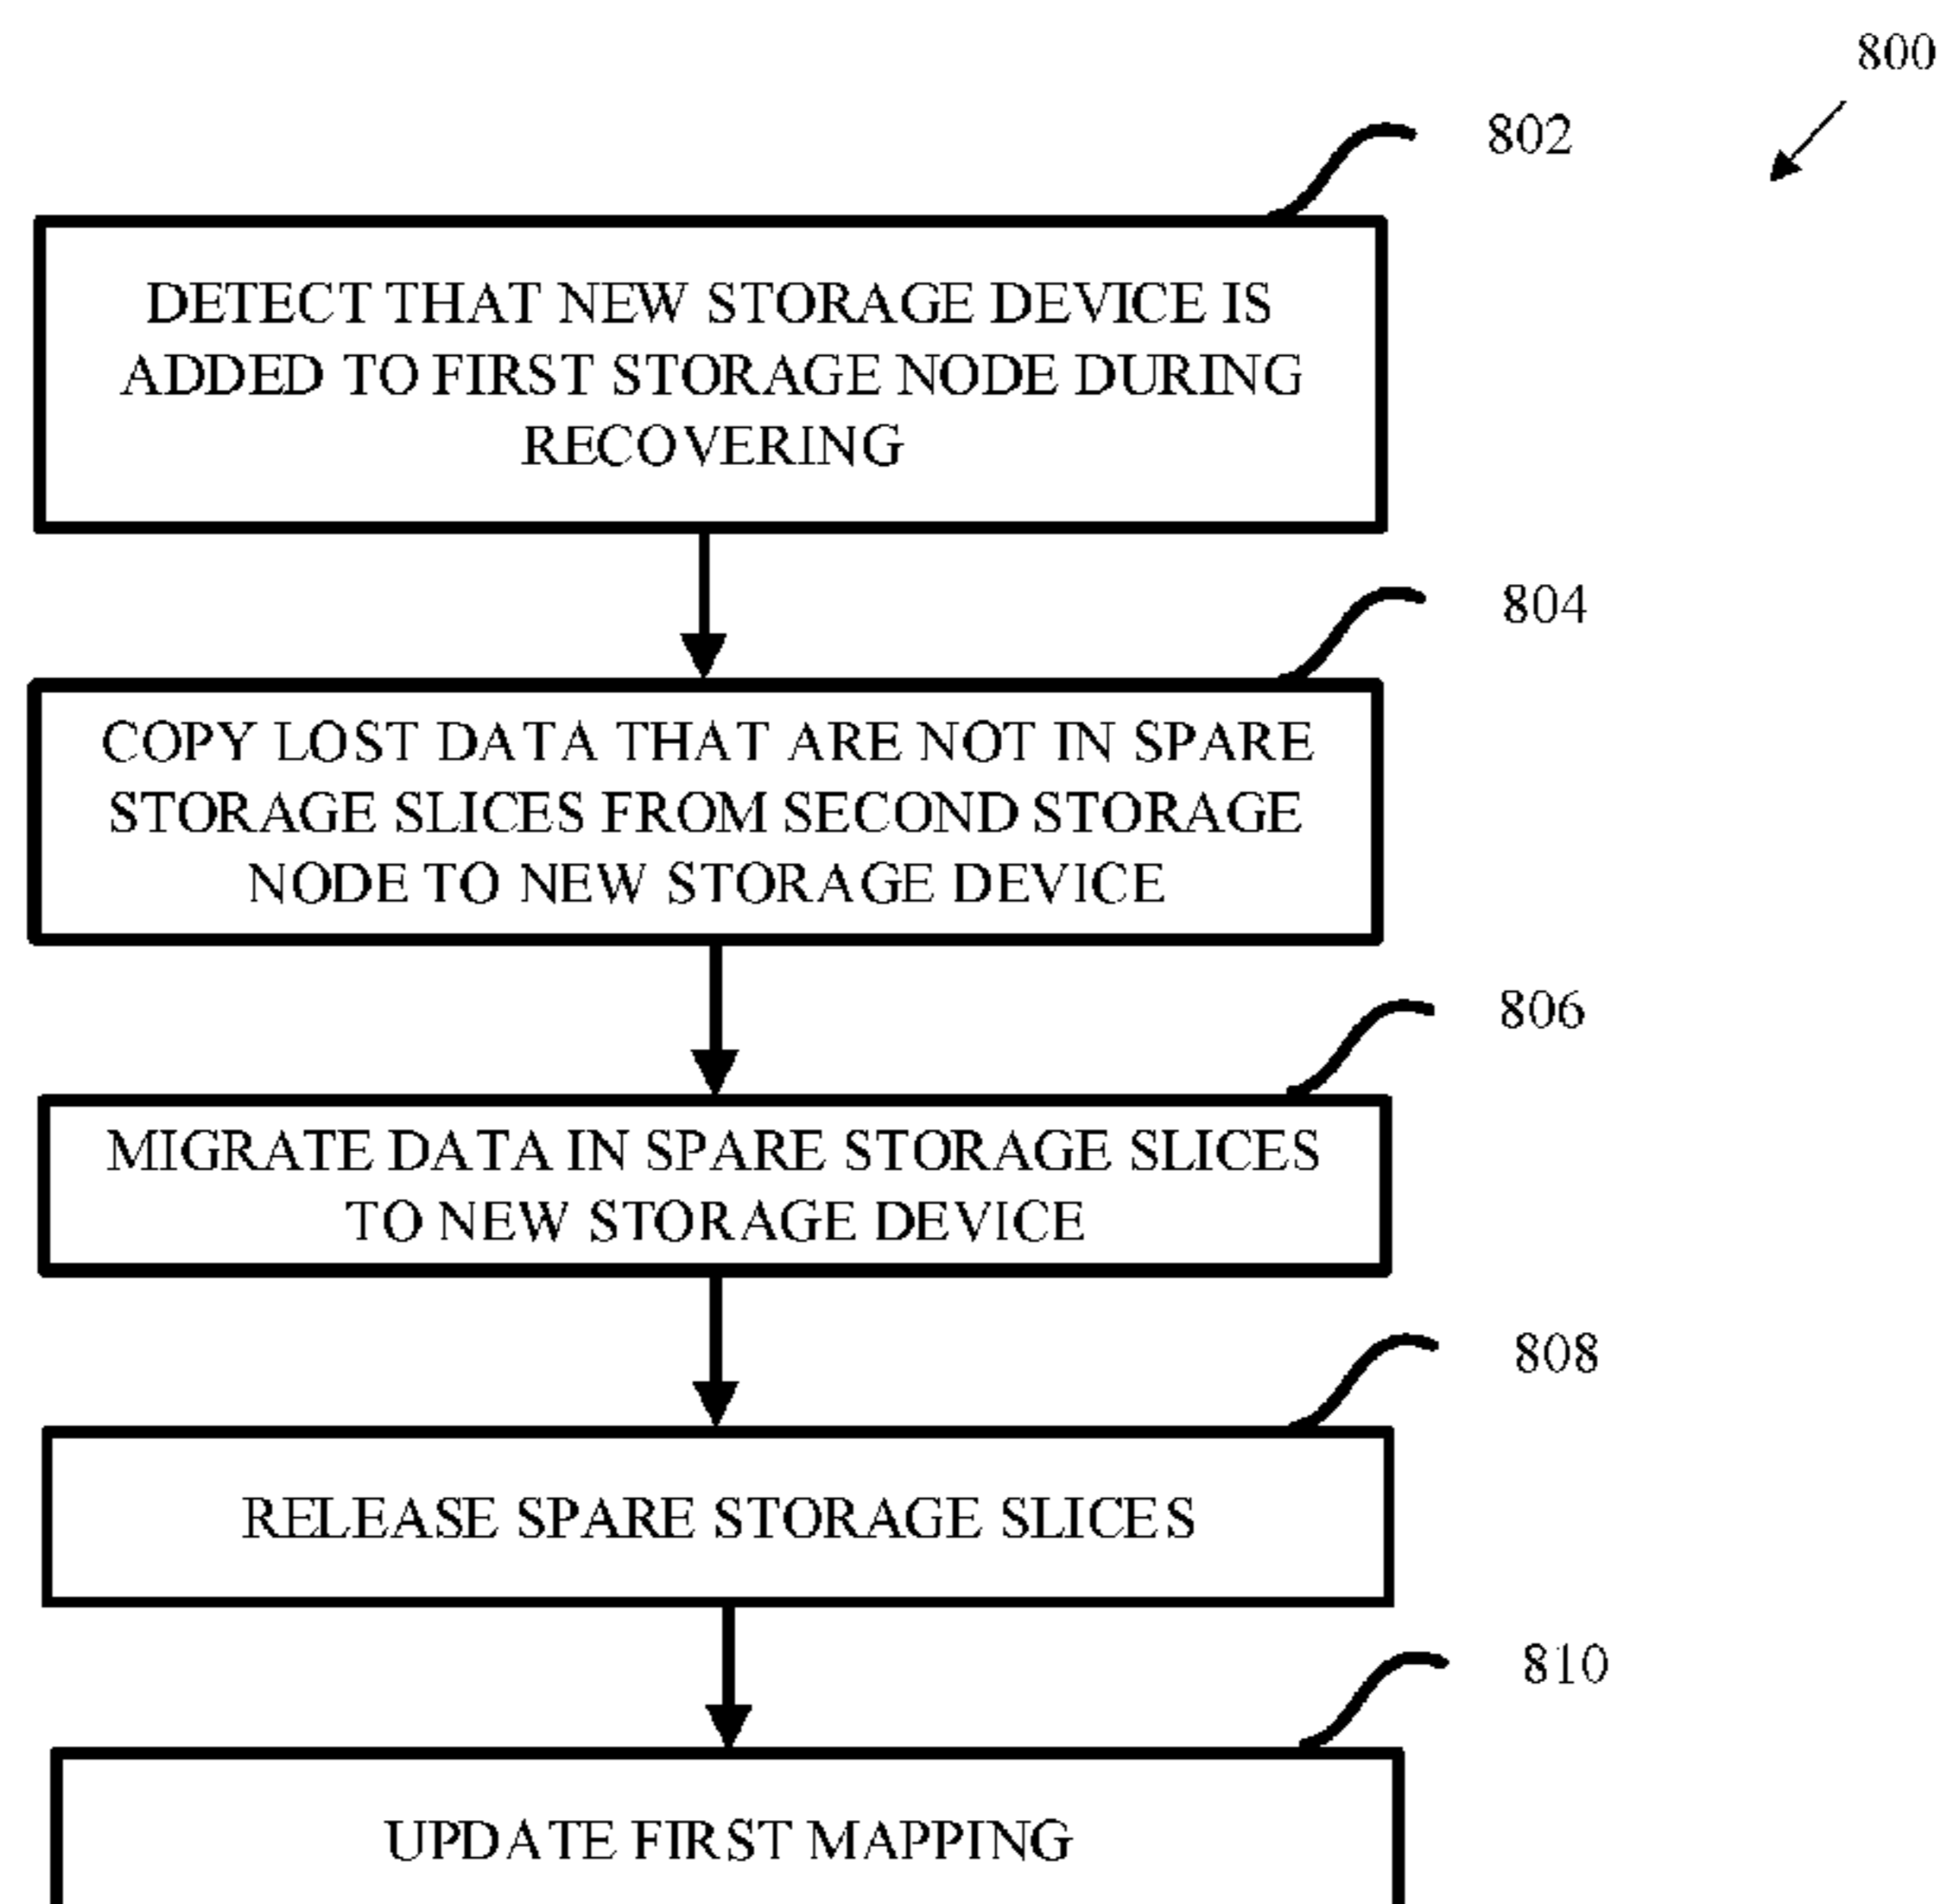 800
802
DETECT THAT NEW STORAGE DEVICE IS
ADDED TO FIRST STORAGE NODE DURING
RECOVERING
804
COPY LOST DATA THAT ARE NOT IN SPARE
STORAGE SLICES FROM SECOND STORAGE
NODE TO NEW STORAGE DEVICE
806
MIGRATE DATA IN SPARE STORAGE SLICES
TO NEW STORAGE DEVICE
808
RELEASE SPARE STORAGE SLICES
810
UPDATE FIRST MAPPING